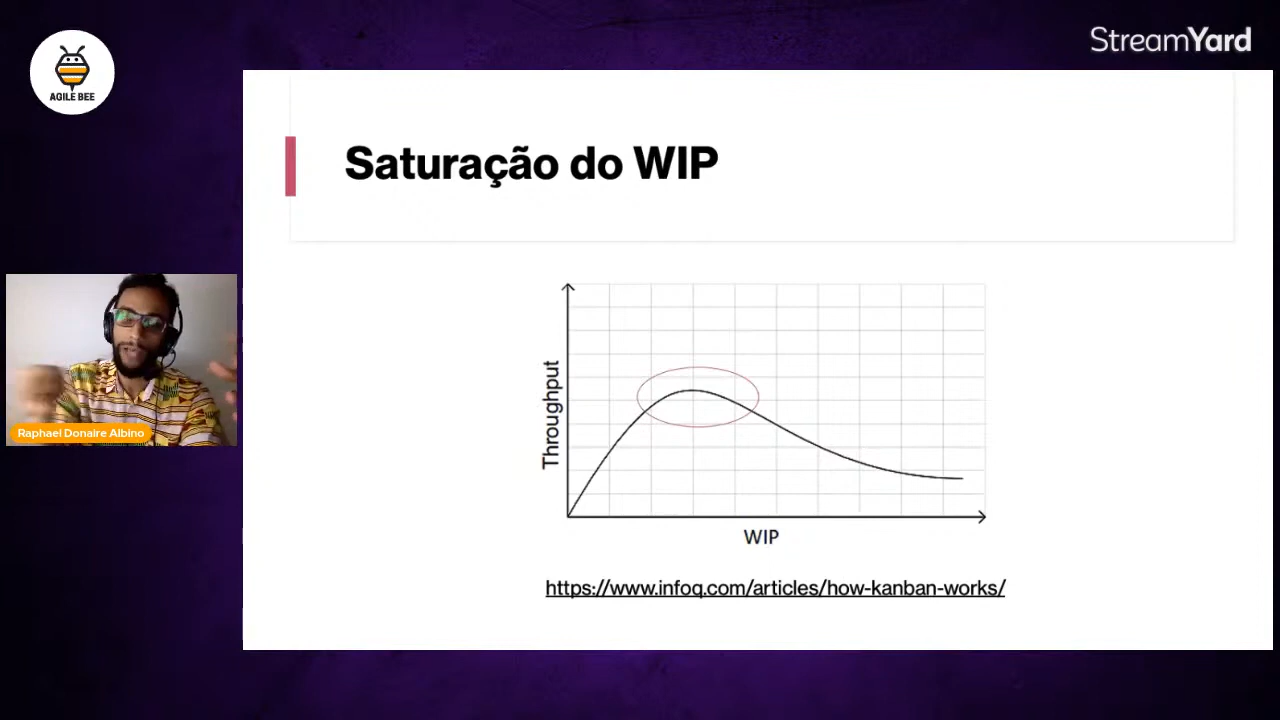 StreamYard
AGILE BEE
Saturação do WIP
Throughput
WIP
https://www.infoq.com/articles/how-kanban-works/
Raphael Donaire Albino